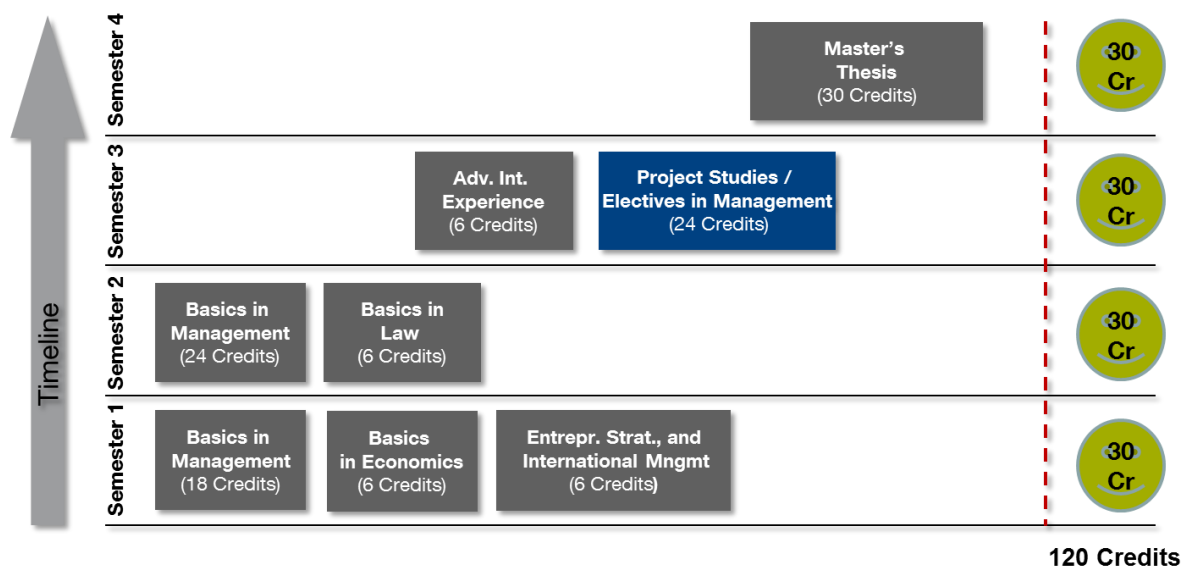 Timeline
Semester 4
Master's
Thesis
(30 Credits)
30
Cr
Semester 3
Adv. Int.
Experience
(6 Credits)
Project Studies /
Electives in Management
(24 Credits)
30
Cr
Semester 2
Basics in
Management
(24 Credits)
Basics in
Law
(6 Credits)
30
Cr
Semester 1
Basics in
Management
(18 Credits)
Basics
in Economics
(6 Credits)
Entrepr. Strat., and
International Mngmt
(6 Credits)
30
Cr
120 Credits